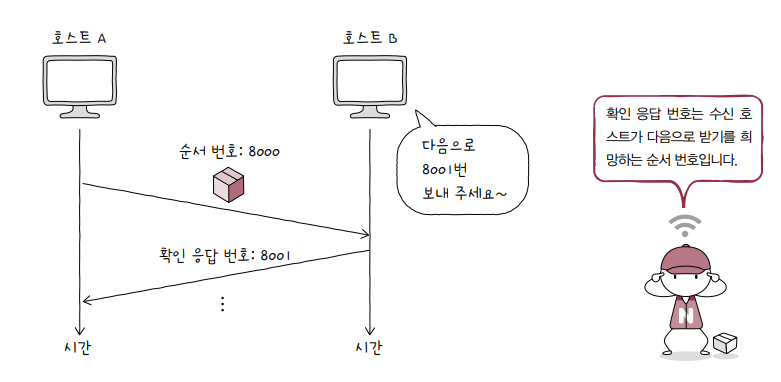 호스트 A
호스트 B
다음으로
8001번
보내 주세요~
순서 번호: 8000
확인 응답 번호: 8001
⋮
시간
시간
확인 응답 번호는 수신 호
스트가 다음으로 받기를 희
망하는 순서 번호입니다.
N